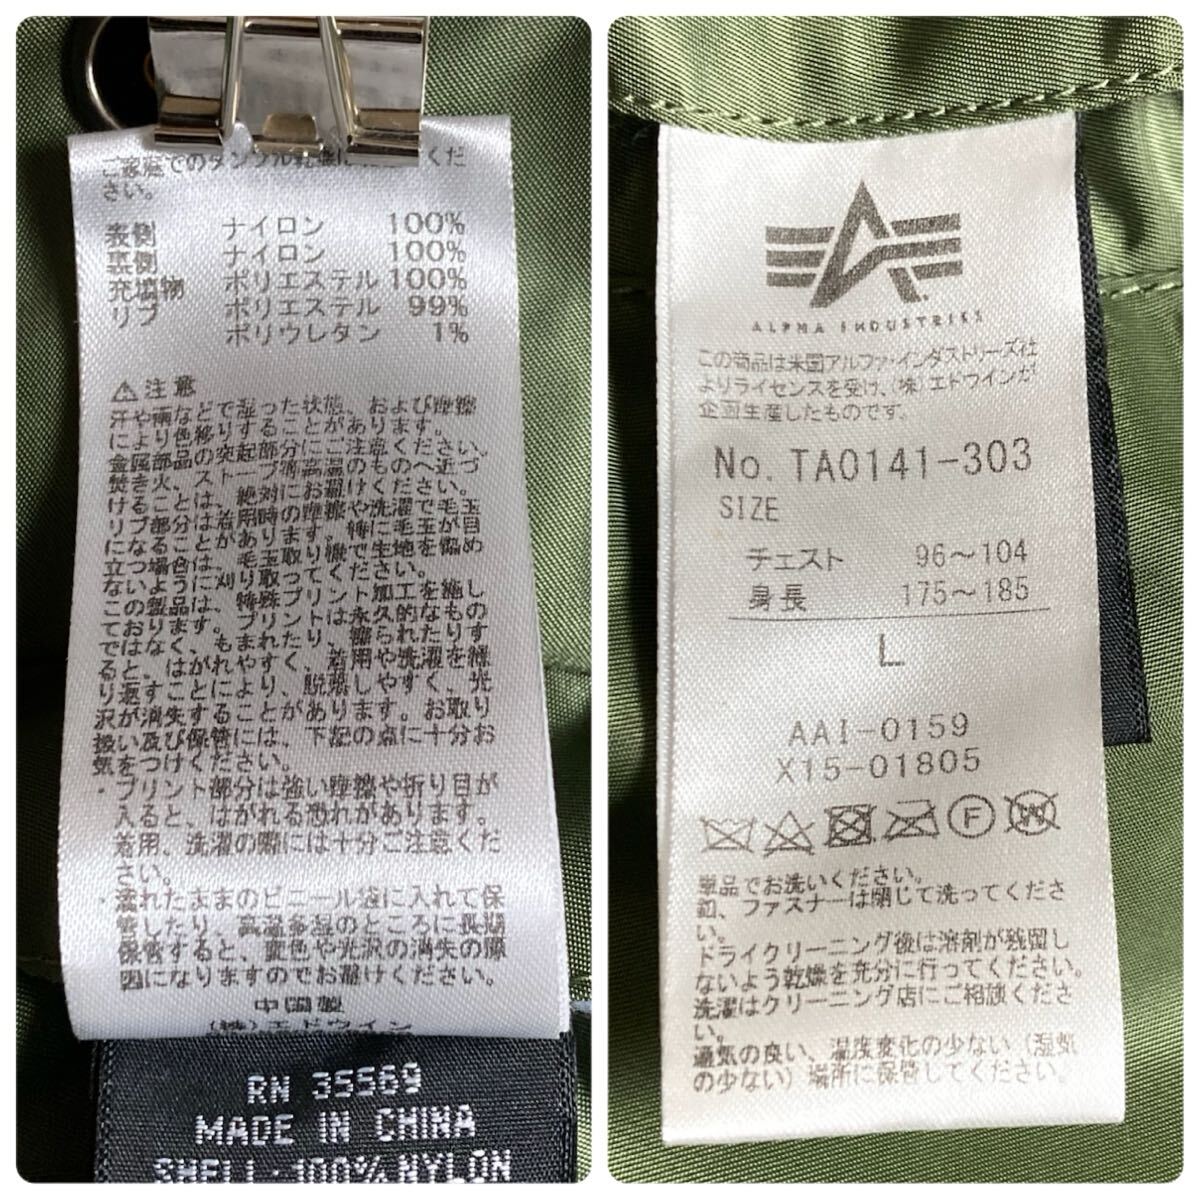 ご家庭でのタンブル乾燥はお避けくだ
さい。
表側 ナイロン 100%
裏側 ナイロン 100%
充填物 ポリエステル 100%
リブ ポリエステル 99%
ポリウレタン 1%
⚠注意
汗や雨などで湿った状態、および摩擦
により色移りすることがあります。
金属部品の突起部分にご注意ください。
焚き火、ストーブ等高温のものへ近づ
けることは、絶対にお避けください。
リブ部分は着用時の摩擦や洗濯で毛玉
になることがあります。特に毛玉が目
立つ場合は、毛玉取り機で生地を傷め
ないように刈り取ってください。
この製品は、特殊プリント加工を施し
ております。プリントは永久的なもの
ではなく、もまれたり、擦られたりす
ると、はがれやすく、着用や洗濯を繰
り返すことにより、脱落しやすく、光
沢が消失することがあります。お取り
扱い及び保管には、下記の点に十分お
気をつけください。
・プリント部分は強い摩擦や折り目が
入ると、はがれる恐れがあります。
着用、洗濯の際には十分ご注意くだ
さい。
・濡れたままのビニール袋に入れて保
管したり、高温多湿のところに長期
保管すると、変色や光沢の消失の原
因になりますのでお避けください。
中国製
(株)エドウイン
RN 35569
MADE IN CHINA
SHELL・100% NYLON
ALPHA INDUSTRIES
この商品は米国アルファ・インダストリーズ社
よりライセンスを受け、(株)エドウインが
企画生産したものです。
No. TA0141-303
SIZE
チェスト 96～104
身長 175～185
L
AAI-0159
X15-01805
F W
単品でお洗いください。
釦、ファスナーは閉じて洗ってくださ
い。
ドライクリーニング後は溶剤が残留し
ないよう乾燥を充分に行ってください。
洗濯はクリーニング店にご相談くださ
い。
通気の良い、温度変化の少ない(湿気
の少ない)場所に保管してください。